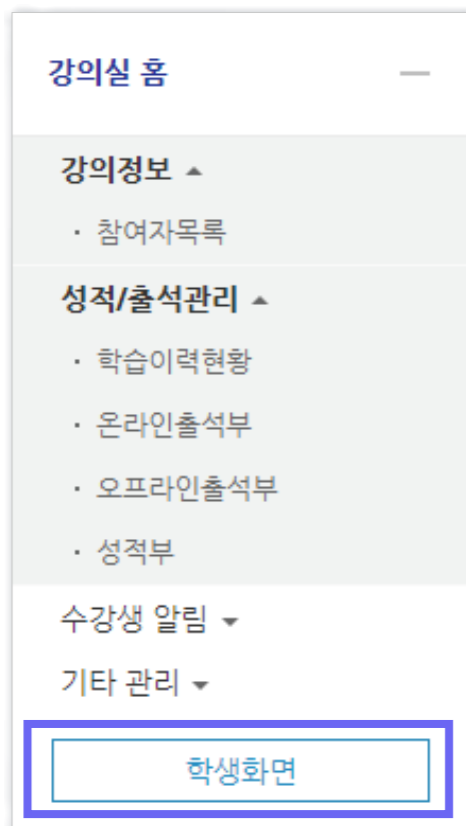 강의실 홈
강의정보
· 참여자목록
성적/출석관리
· 학습이력현황
· 온라인출석부
· 오프라인출석부
· 성적부
수강생 알림
기타 관리
학생화면